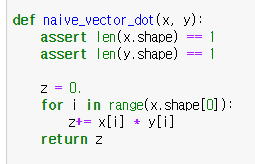 def naive_vector_dot(x, y):
    assert len(x.shape) == 1
    assert len(y.shape) == 1

    z = 0.
    for i in range(x.shape[0]):
        z+= x[i] * y[i]
    return z